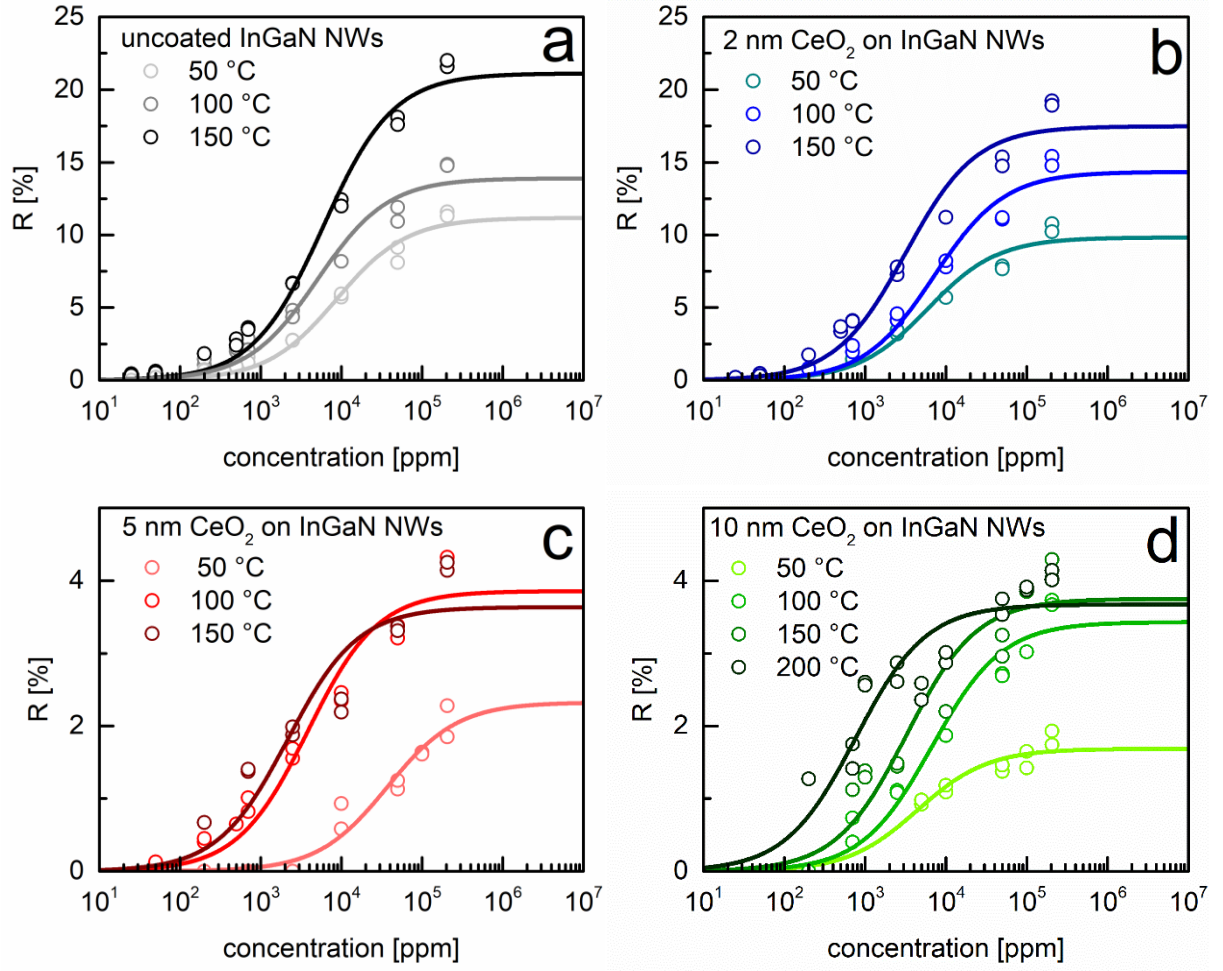 a
uncoated InGaN NWs
50 °C
100 °C
150 °C
R [%]
25
20
15
10
5
0
10¹ 10² 10³ 10⁴ 10⁵ 10⁶ 10⁷
concentration [ppm]
b
2 nm CeO₂ on InGaN NWs
50 °C
100 °C
150 °C
R [%]
25
20
15
10
5
0
10¹ 10² 10³ 10⁴ 10⁵ 10⁶ 10⁷
concentration [ppm]
c
5 nm CeO₂ on InGaN NWs
50 °C
100 °C
150 °C
R [%]
4
2
0
10¹ 10² 10³ 10⁴ 10⁵ 10⁶ 10⁷
concentration [ppm]
d
10 nm CeO₂ on InGaN NWs
50 °C
100 °C
150 °C
200 °C
R [%]
4
2
0
10¹ 10² 10³ 10⁴ 10⁵ 10⁶ 10⁷
concentration [ppm]